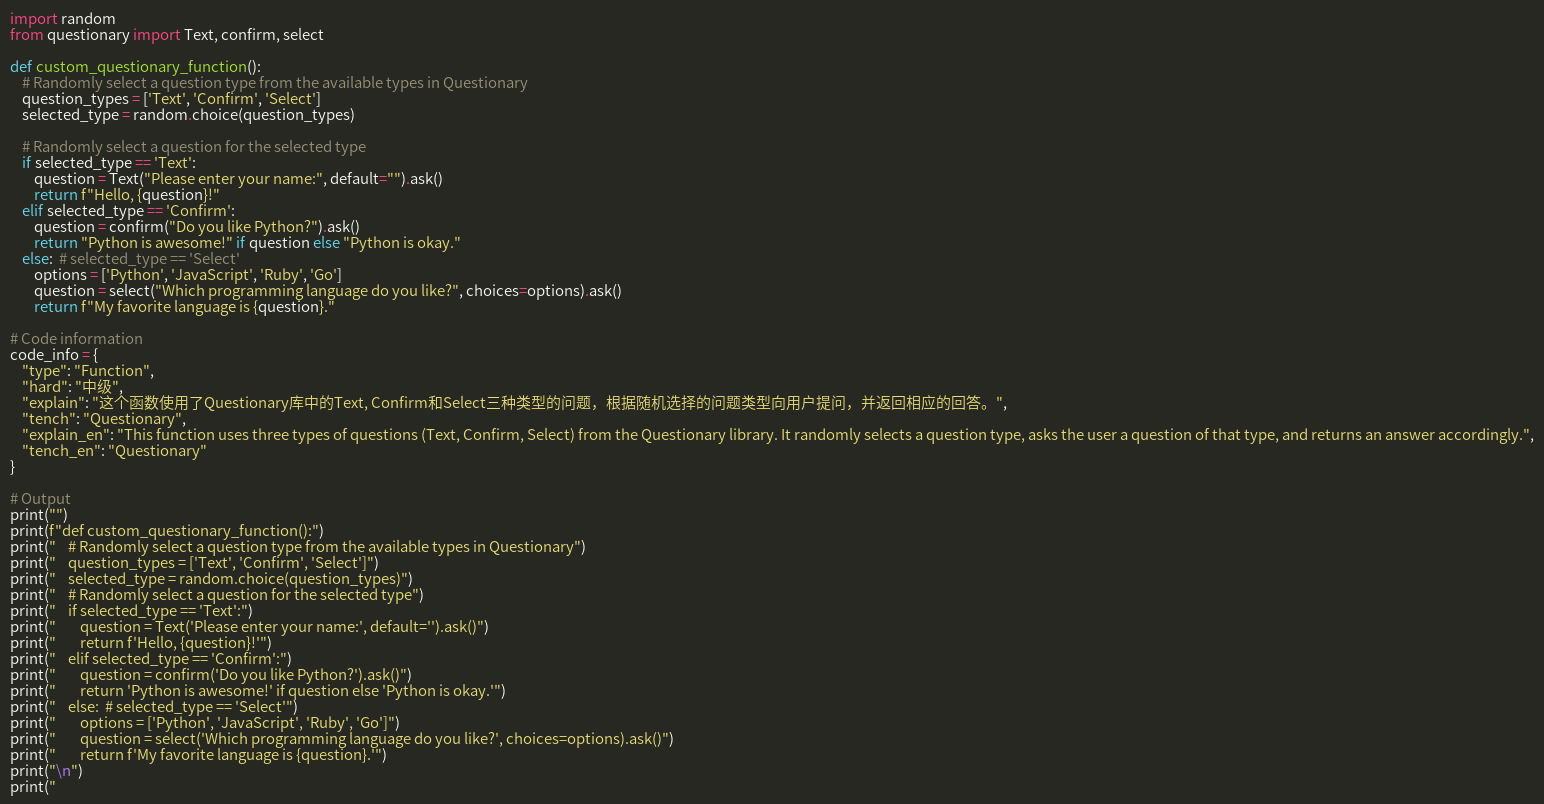 import random
from questionary import Text, confirm, select

def custom_questionary_function():
    # Randomly select a question type from the available types in Questionary
    question_types = ['Text', 'Confirm', 'Select']
    selected_type = random.choice(question_types)

    # Randomly select a question for the selected type
    if selected_type == 'Text':
        question = Text("Please enter your name:", default="").ask()
        return f"Hello, {question}!"
    elif selected_type == 'Confirm':
        question = confirm("Do you like Python?").ask()
        return "Python is awesome!" if question else "Python is okay."
    else:  # selected_type == 'Select'
        options = ['Python', 'JavaScript', 'Ruby', 'Go']
        question = select("Which programming language do you like?", choices=options).ask()
        return f"My favorite language is {question}."

# Code information
code_info = {
    "type": "Function",
    "hard": "中级",
    "explain": "这个函数使用了Questionary库中的Text, Confirm和Select三种类型的问题，根据随机选择的问题类型向用户提问，并返回相应的回答。",
    "tench": "Questionary",
    "explain_en": "This function uses three types of questions (Text, Confirm, Select) from the Questionary library. It randomly selects a question type, asks the user a question of that type, and returns an answer accordingly.",
    "tench_en": "Questionary"
}

# Output
print("")
print(f"def custom_questionary_function():")
print("    # Randomly select a question type from the available types in Questionary")
print("    question_types = ['Text', 'Confirm', 'Select']")
print("    selected_type = random.choice(question_types)")
print("    # Randomly select a question for the selected type")
print("    if selected_type == 'Text':")
print("        question = Text('Please enter your name:', default='').ask()")
print("        return f'Hello, {question}!'")
print("    elif selected_type == 'Confirm':")
print("        question = confirm('Do you like Python?').ask()")
print("        return 'Python is awesome!' if question else 'Python is okay.'")
print("    else:  # selected_type == 'Select'")
print("        options = ['Python', 'JavaScript', 'Ruby', 'Go']")
print("        question = select('Which programming language do you like?', choices=options).ask()")
print("        return f'My favorite language is {question}.'")
print("\n")
print("